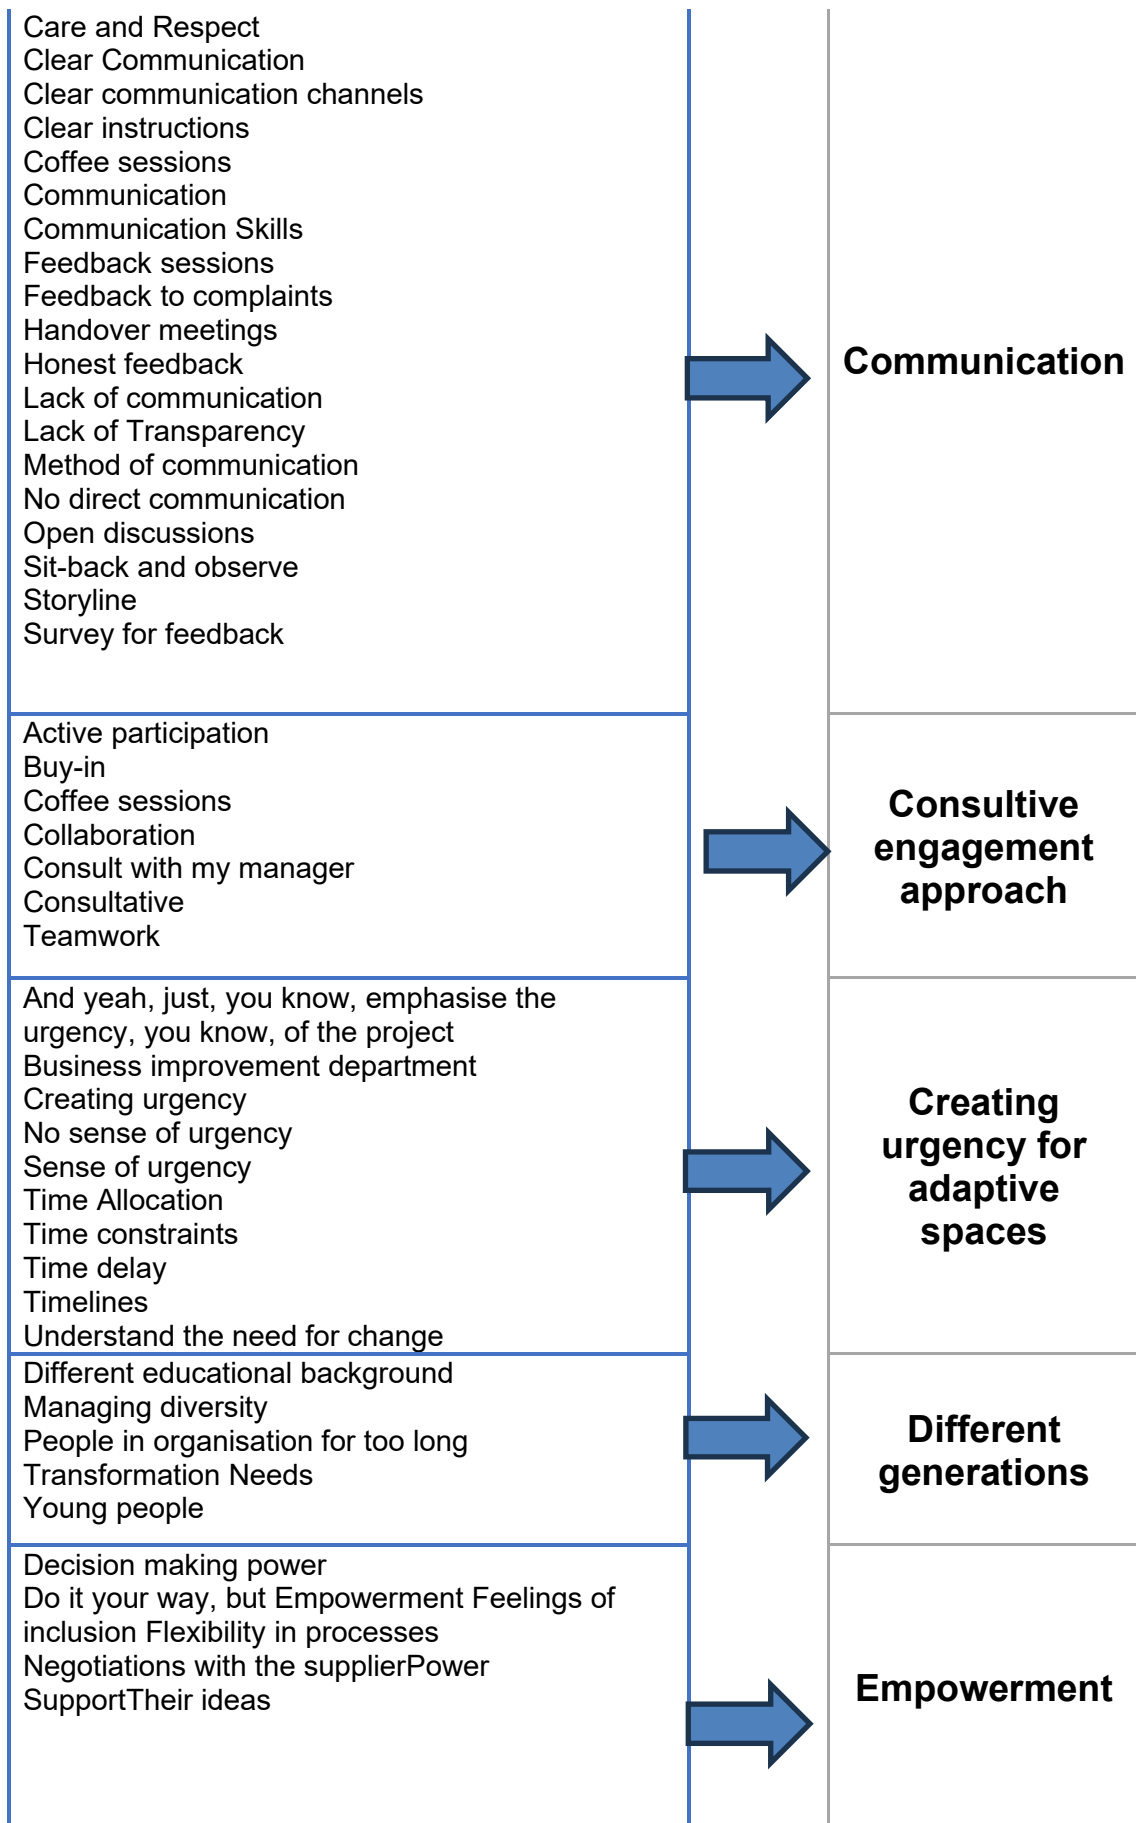 Care and Respect
Clear Communication
Clear communication channels
Clear instructions
Coffee sessions
Communication
Communication Skills
Feedback sessions
Feedback to complaints
Handover meetings
Honest feedback
Lack of communication
Lack of Transparency
Method of communication
No direct communication
Open discussions
Sit-back and observe
Storyline
Survey for feedback
Communication
Active participation
Buy-in
Coffee sessions
Collaboration
Consult with my manager
Consultative
Teamwork
Consultive
engagement
approach
And yeah, just, you know, emphasise the
urgency, you know, of the project
Business improvement department
Creating urgency
No sense of urgency
Sense of urgency
Time Allocation
Time constraints
Time delay
Timelines
Understand the need for change
Creating
urgency for
adaptive
spaces
Different educational background
Managing diversity
People in organisation for too long
Transformation Needs
Young people
Different
generations
Decision making power
Do it your way, but Empowerment Feelings of
inclusion Flexibility in processes
Negotiations with the supplierPower
SupportTheir ideas
Empowerment